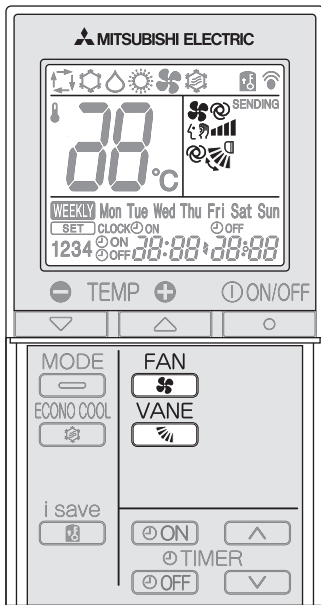 MITSUBISHI ELECTRIC
SENDING
88°C
WEEKLY Mon Tue Wed Thu Fri Sat Sun
SET CLOCK ON OFF
1234 ON 88:88 88:88
OFF
TEMP ON/OFF
MODE FAN
ECONO COOL VANE
i save
ON
TIMER
OFF